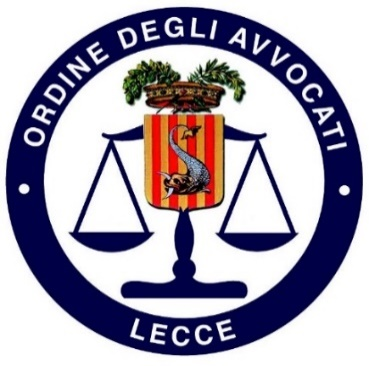 ORDINE DEGLI AVVOCATI
LECCE